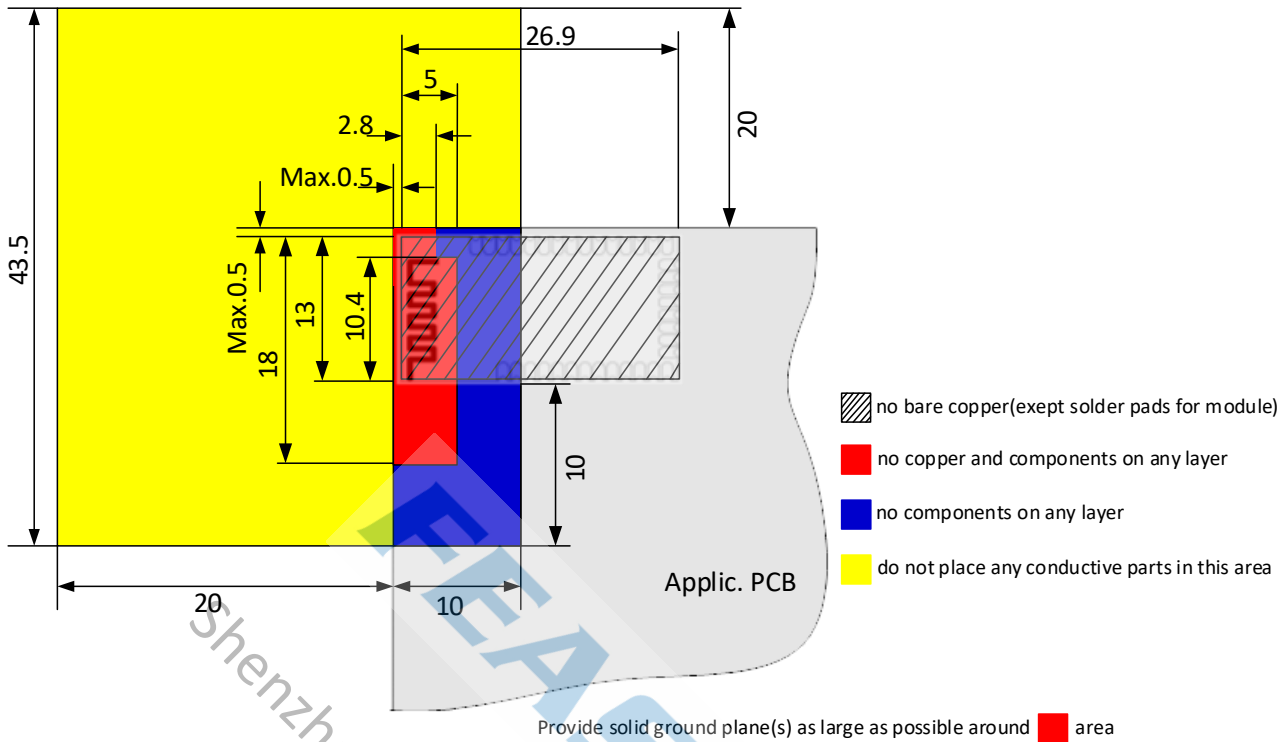 26.9
5
20
2.8
Max.0.5
43.5
Max.0.5
13
10.4
18
no bare copper(exept solder pads for module)
10
no copper and components on any layer
no components on any layer
do not place any conductive parts in this area
Applic. PCB
20
10
Shenzh
FEAS
Provide solid ground plane(s) as large as possible around area